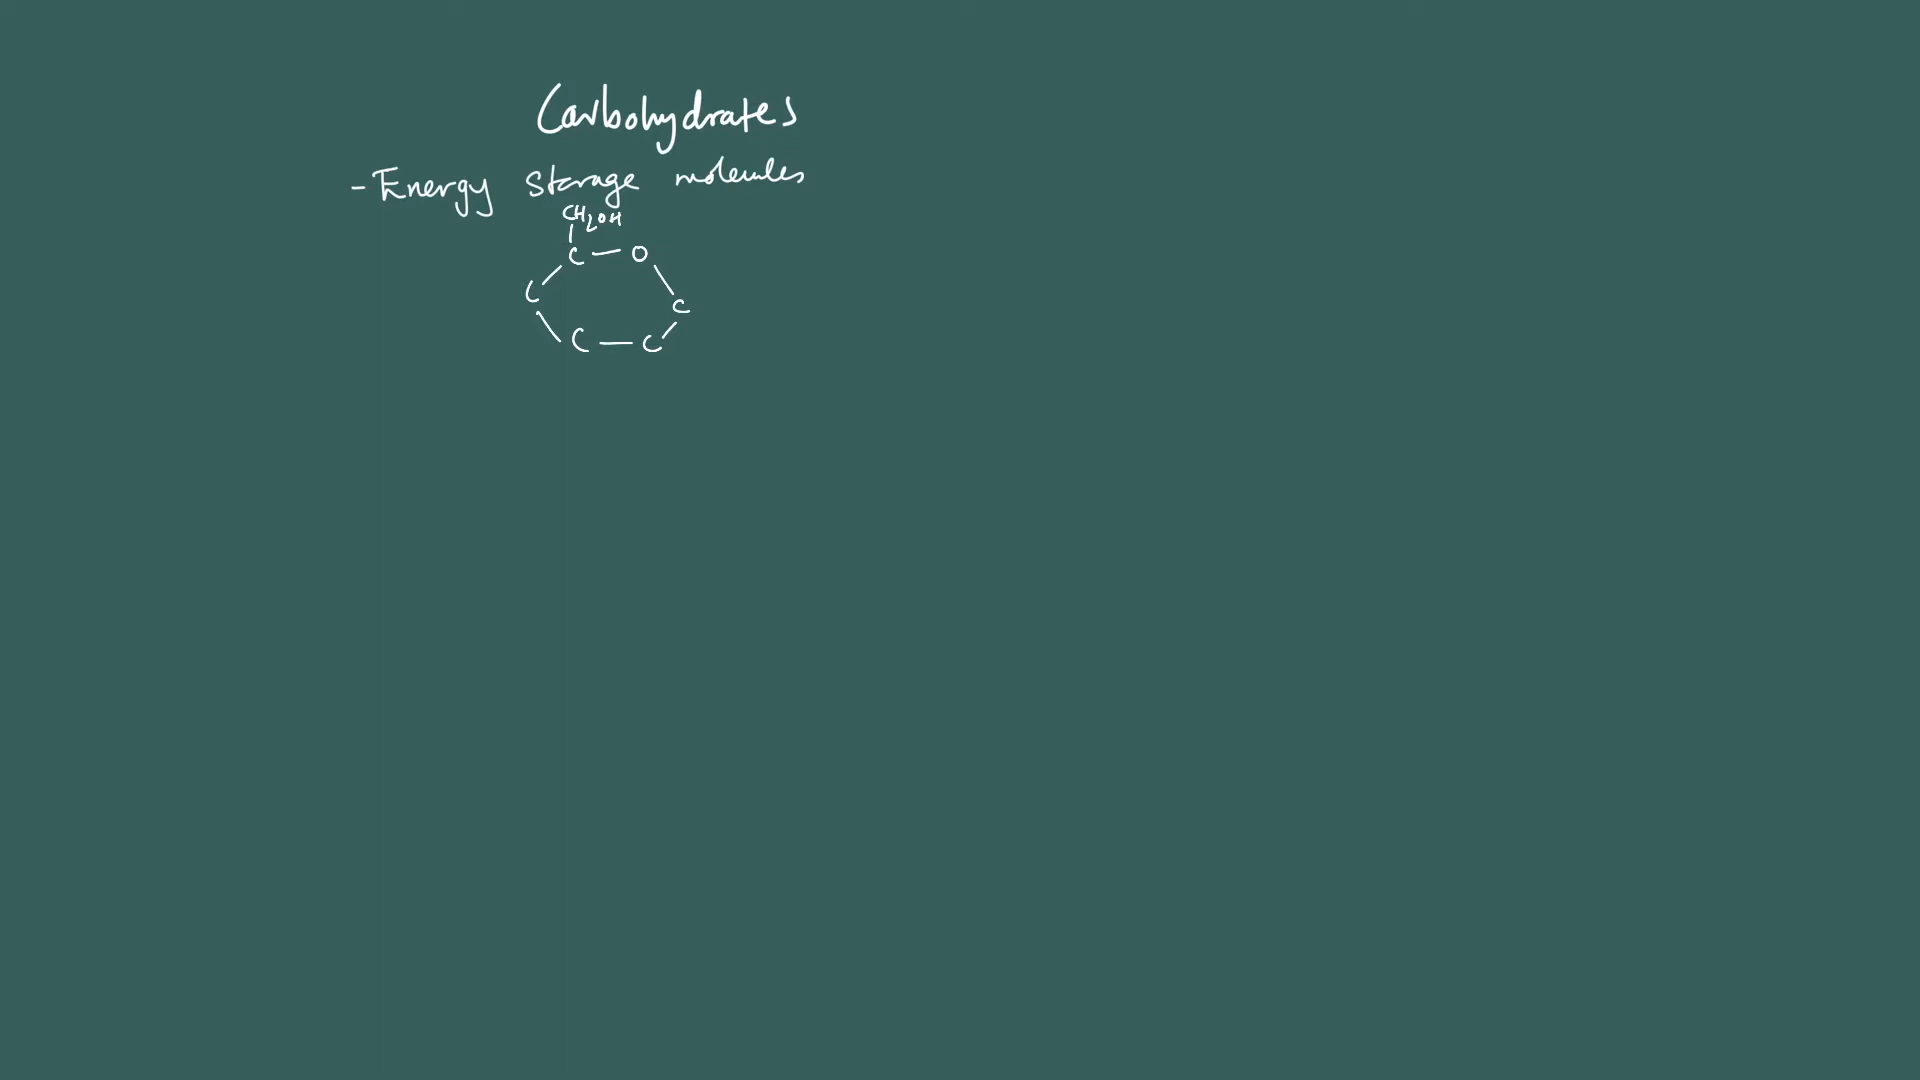 Carbohydrates
- Energy storage molecules
CH2OH
C - O
C
C
C - C